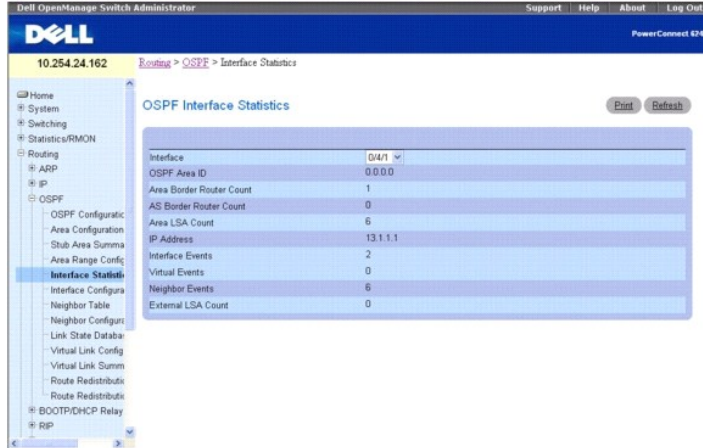 Dell OpenManage Switch Administrator
Support Help About Log Out
DELL
PowerConnect 624
10.254.24.162
Routing > OSPF > Interface Statistics
Home
System
Switching
Statistics/RMON
Routing
ARP
IP
OSPF
OSPF Configuratic
Area Configuration
Stub Area Summa
Area Range Config
Interface Statisti
Interface Configura
Neighbor Table
Neighbor Configura
Link State Databas
Virtual Link Config
Virtual Link Summ
Route Redistributic
Route Redistributic
BOOTP/DHCP Relay
RIP
OSPF Interface Statistics
Print Refresh
Interface 0/4/1
OSPF Area ID 0.0.0.0
Area Border Router Count 1
AS Border Router Count 0
Area LSA Count 6
IP Address 13.1.1.1
Interface Events 2
Virtual Events 0
Neighbor Events 6
External LSA Count 0